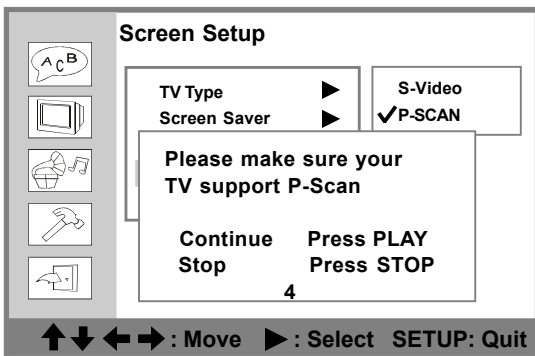 Screen Setup
A C B
TV Type
Screen Saver
S-Video
P-SCAN
Please make sure your
TV support P-Scan
Continue Press PLAY
Stop Press STOP
4
: Move : Select SETUP: Quit